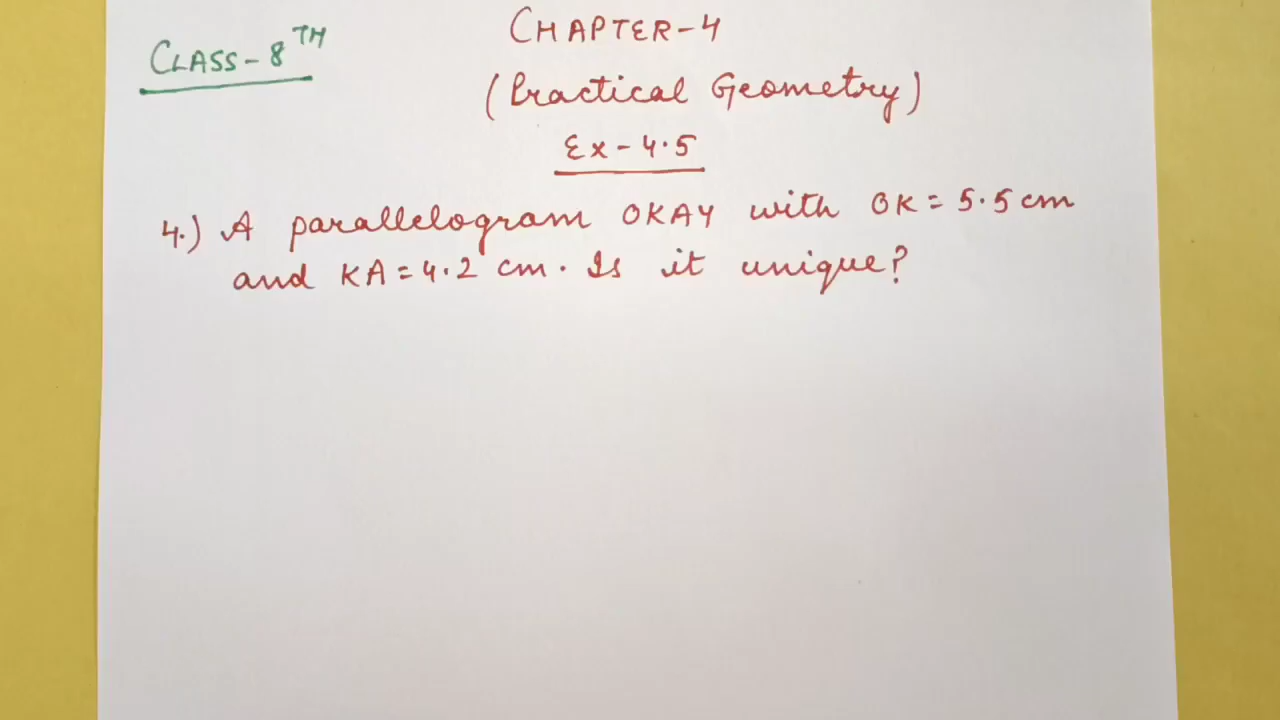 CLASS-8TH
CHAPTER-4
(Practical Geometry)
Ex-4.5
4.) A parallelogram OKAY with OK = 5.5 cm
and KA = 4.2 cm. Is it unique?